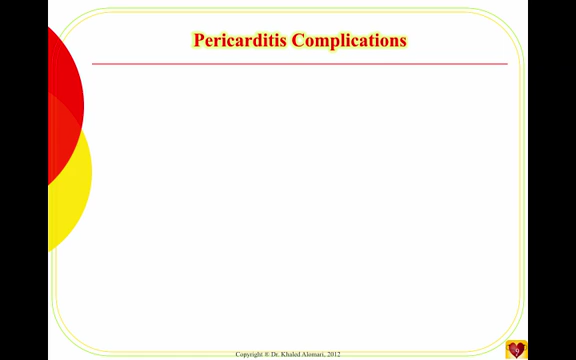 Pericarditis Complications
Copyright © Dr. Khaled Alomari, 2012